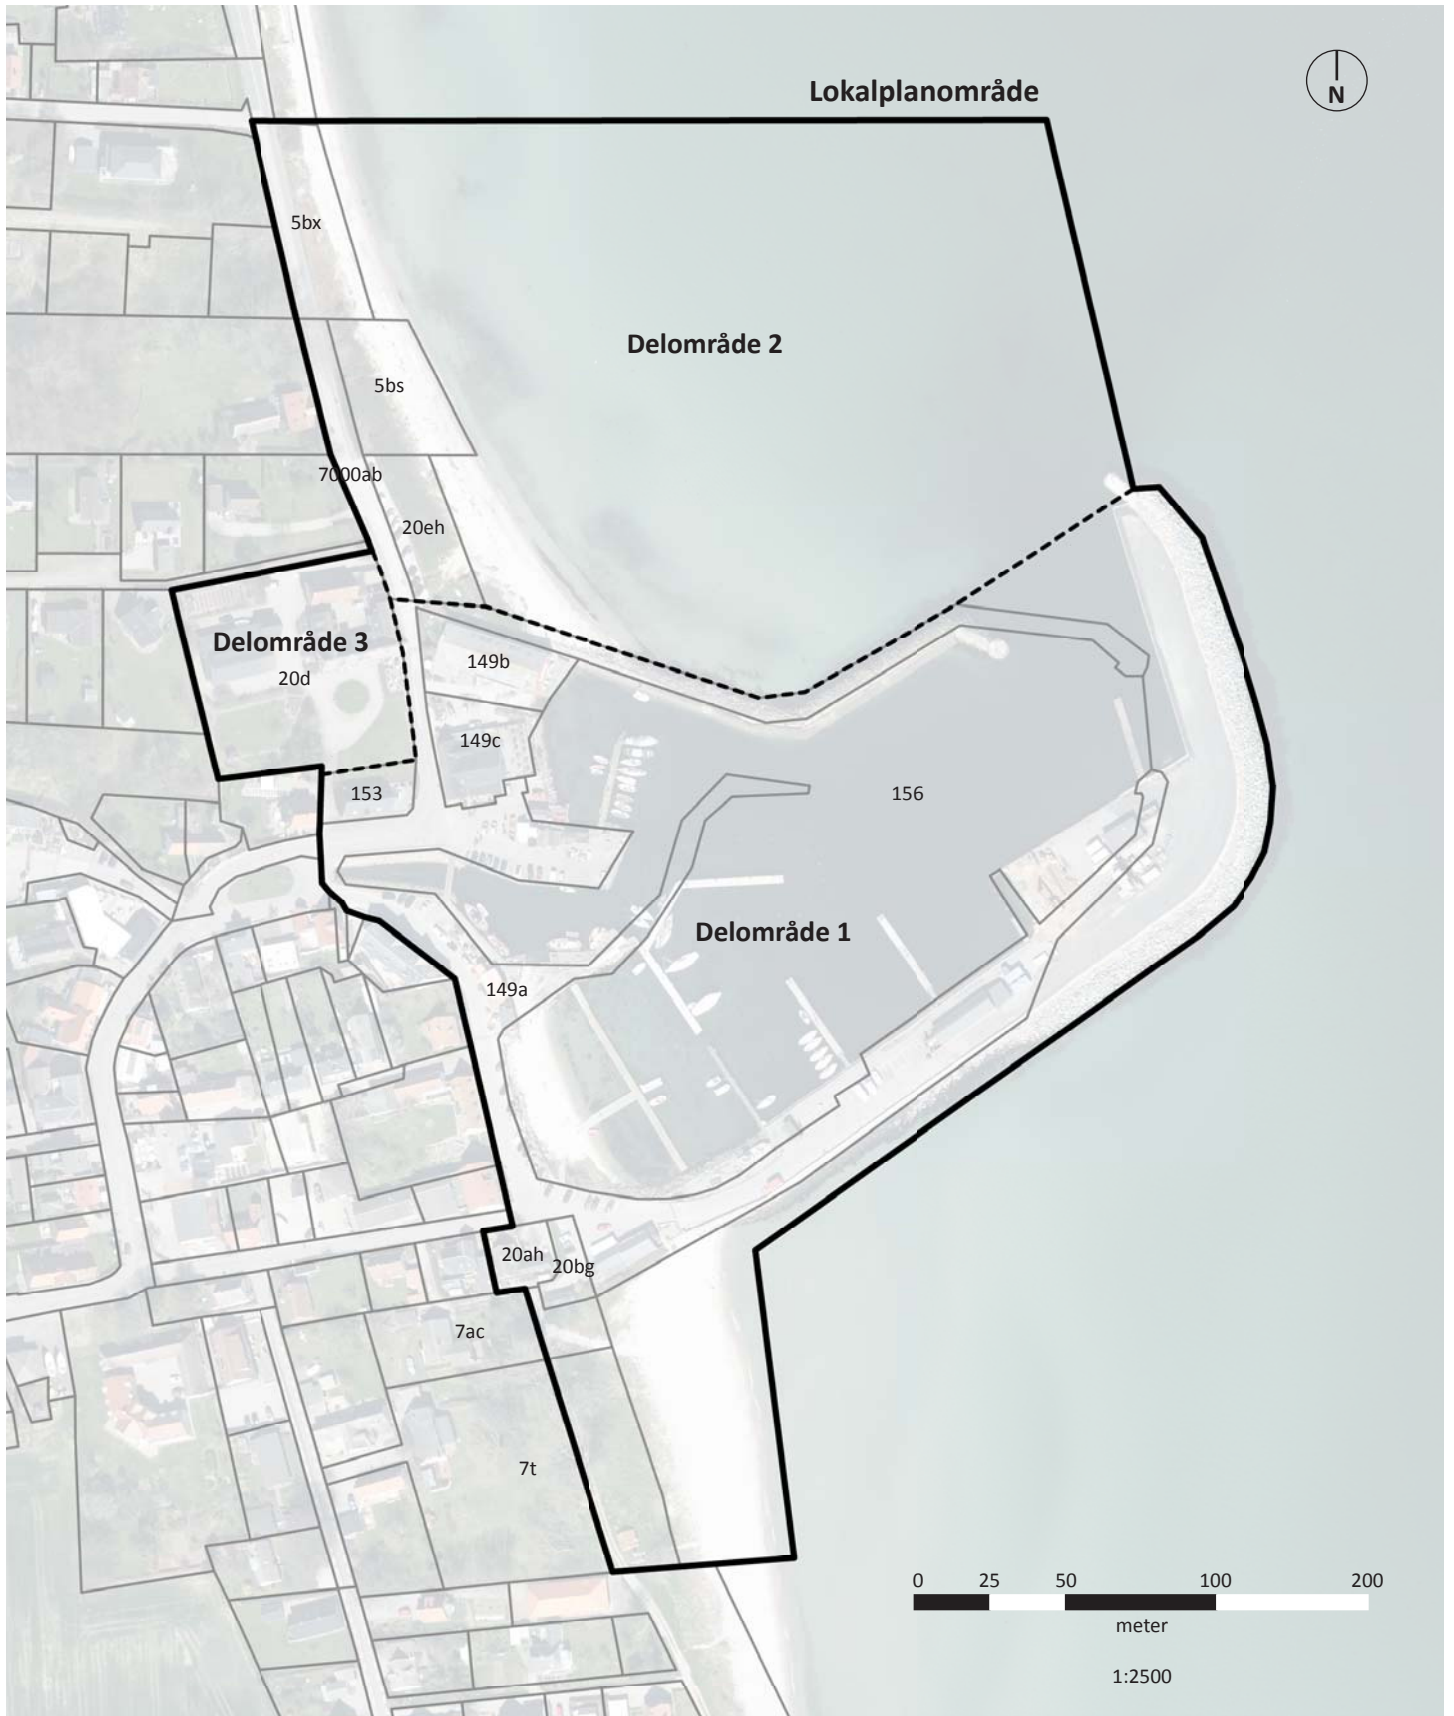 Lokalplanområde
N
5bx
Delområde 2
5bs
7000ab
20eh
Delområde 3
20d
149b
149c
153
156
Delområde 1
149a
20ah
20bg
7ac
7t
0 25 50 100 200
meter
1:2500